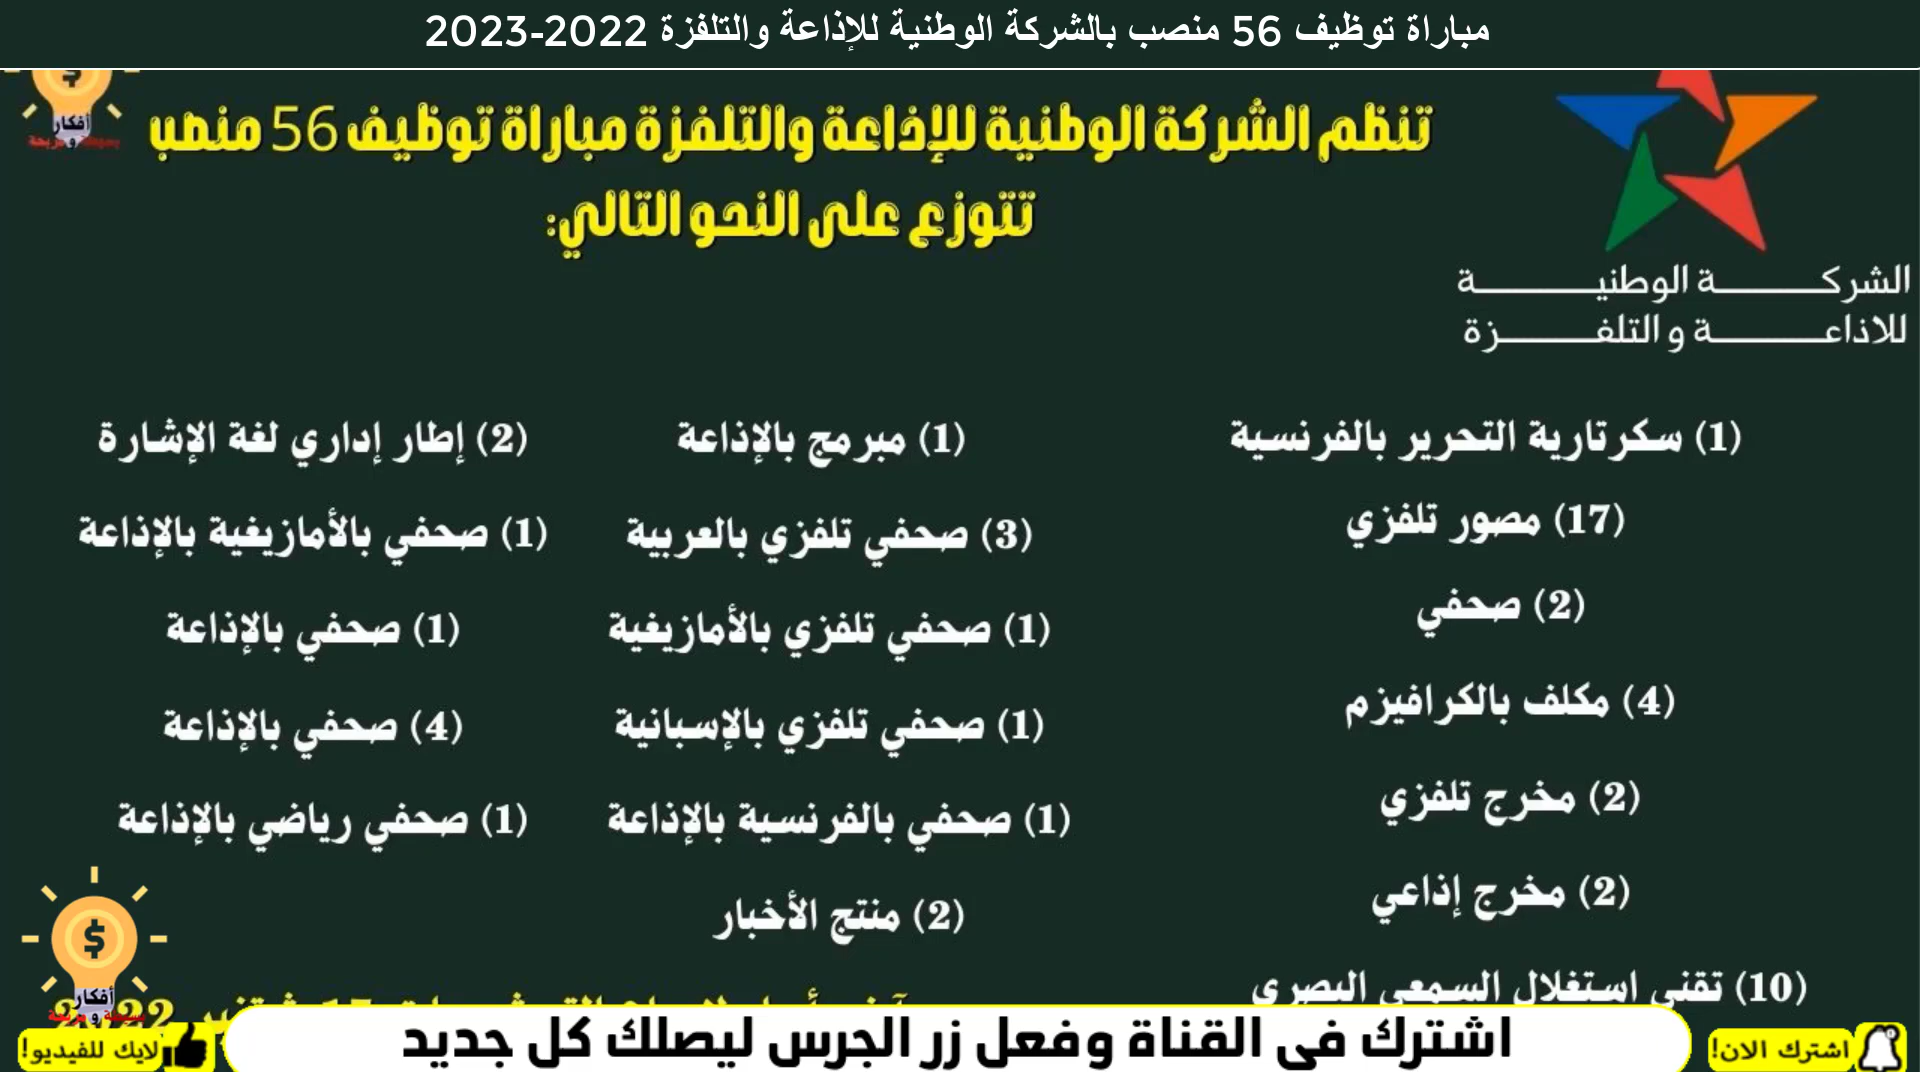 مباراة توظيف 56 منصب بالشركة الوطنية للإذاعة والتلفزة 2022-2023
تنظم الشركة الوطنية للإذاعة والتلفزة مباراة توظيف 56 منصب
تتوزع على النحو التالي:
الشركة الوطنية
للاذاعة و التلفزة
(1) سكرتارية التحرير بالفرنسية
(17) مصور تلفزي
(2) صحفي
(4) مكلف بالكرافيزم
(2) مخرج تلفزي
(2) مخرج إذاعي
(10) تقني استغلال السمعي البصري
(1) مبرمج بالإذاعة
(3) صحفي تلفزي بالعربية
(1) صحفي تلفزي بالأمازيغية
(1) صحفي تلفزي بالإسبانية
(1) صحفي بالفرنسية بالإذاعة
(2) منتج الأخبار
(2) إطار إداري لغة الإشارة
(1) صحفي بالأمازيغية بالإذاعة
(1) صحفي بالإذاعة
(4) صحفي بالإذاعة
(1) صحفي رياضي بالإذاعة
2022
$
أفكار
اشترك في القناة وفعل زر الجرس ليصلك كل جديد
اشترك الان!
لايك للفيديو!